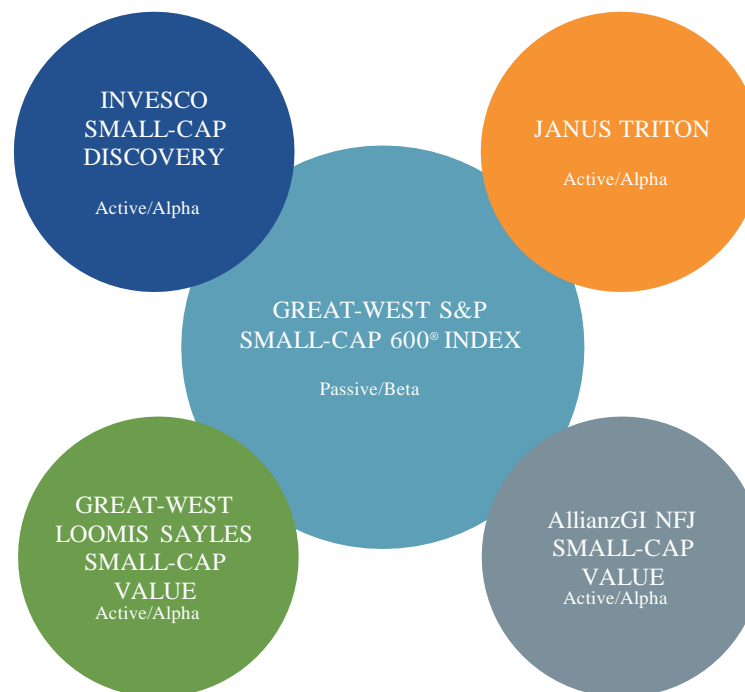 INVESCO
SMALL-CAP
DISCOVERY
Active/Alpha
JANUS TRITON
Active/Alpha
GREAT-WEST S&P
SMALL-CAP 600® INDEX
Passive/Beta
GREAT-WEST
LOOMIS SAYLES
SMALL-CAP
VALUE
Active/Alpha
AllianzGI NFJ
SMALL-CAP
VALUE
Active/Alpha